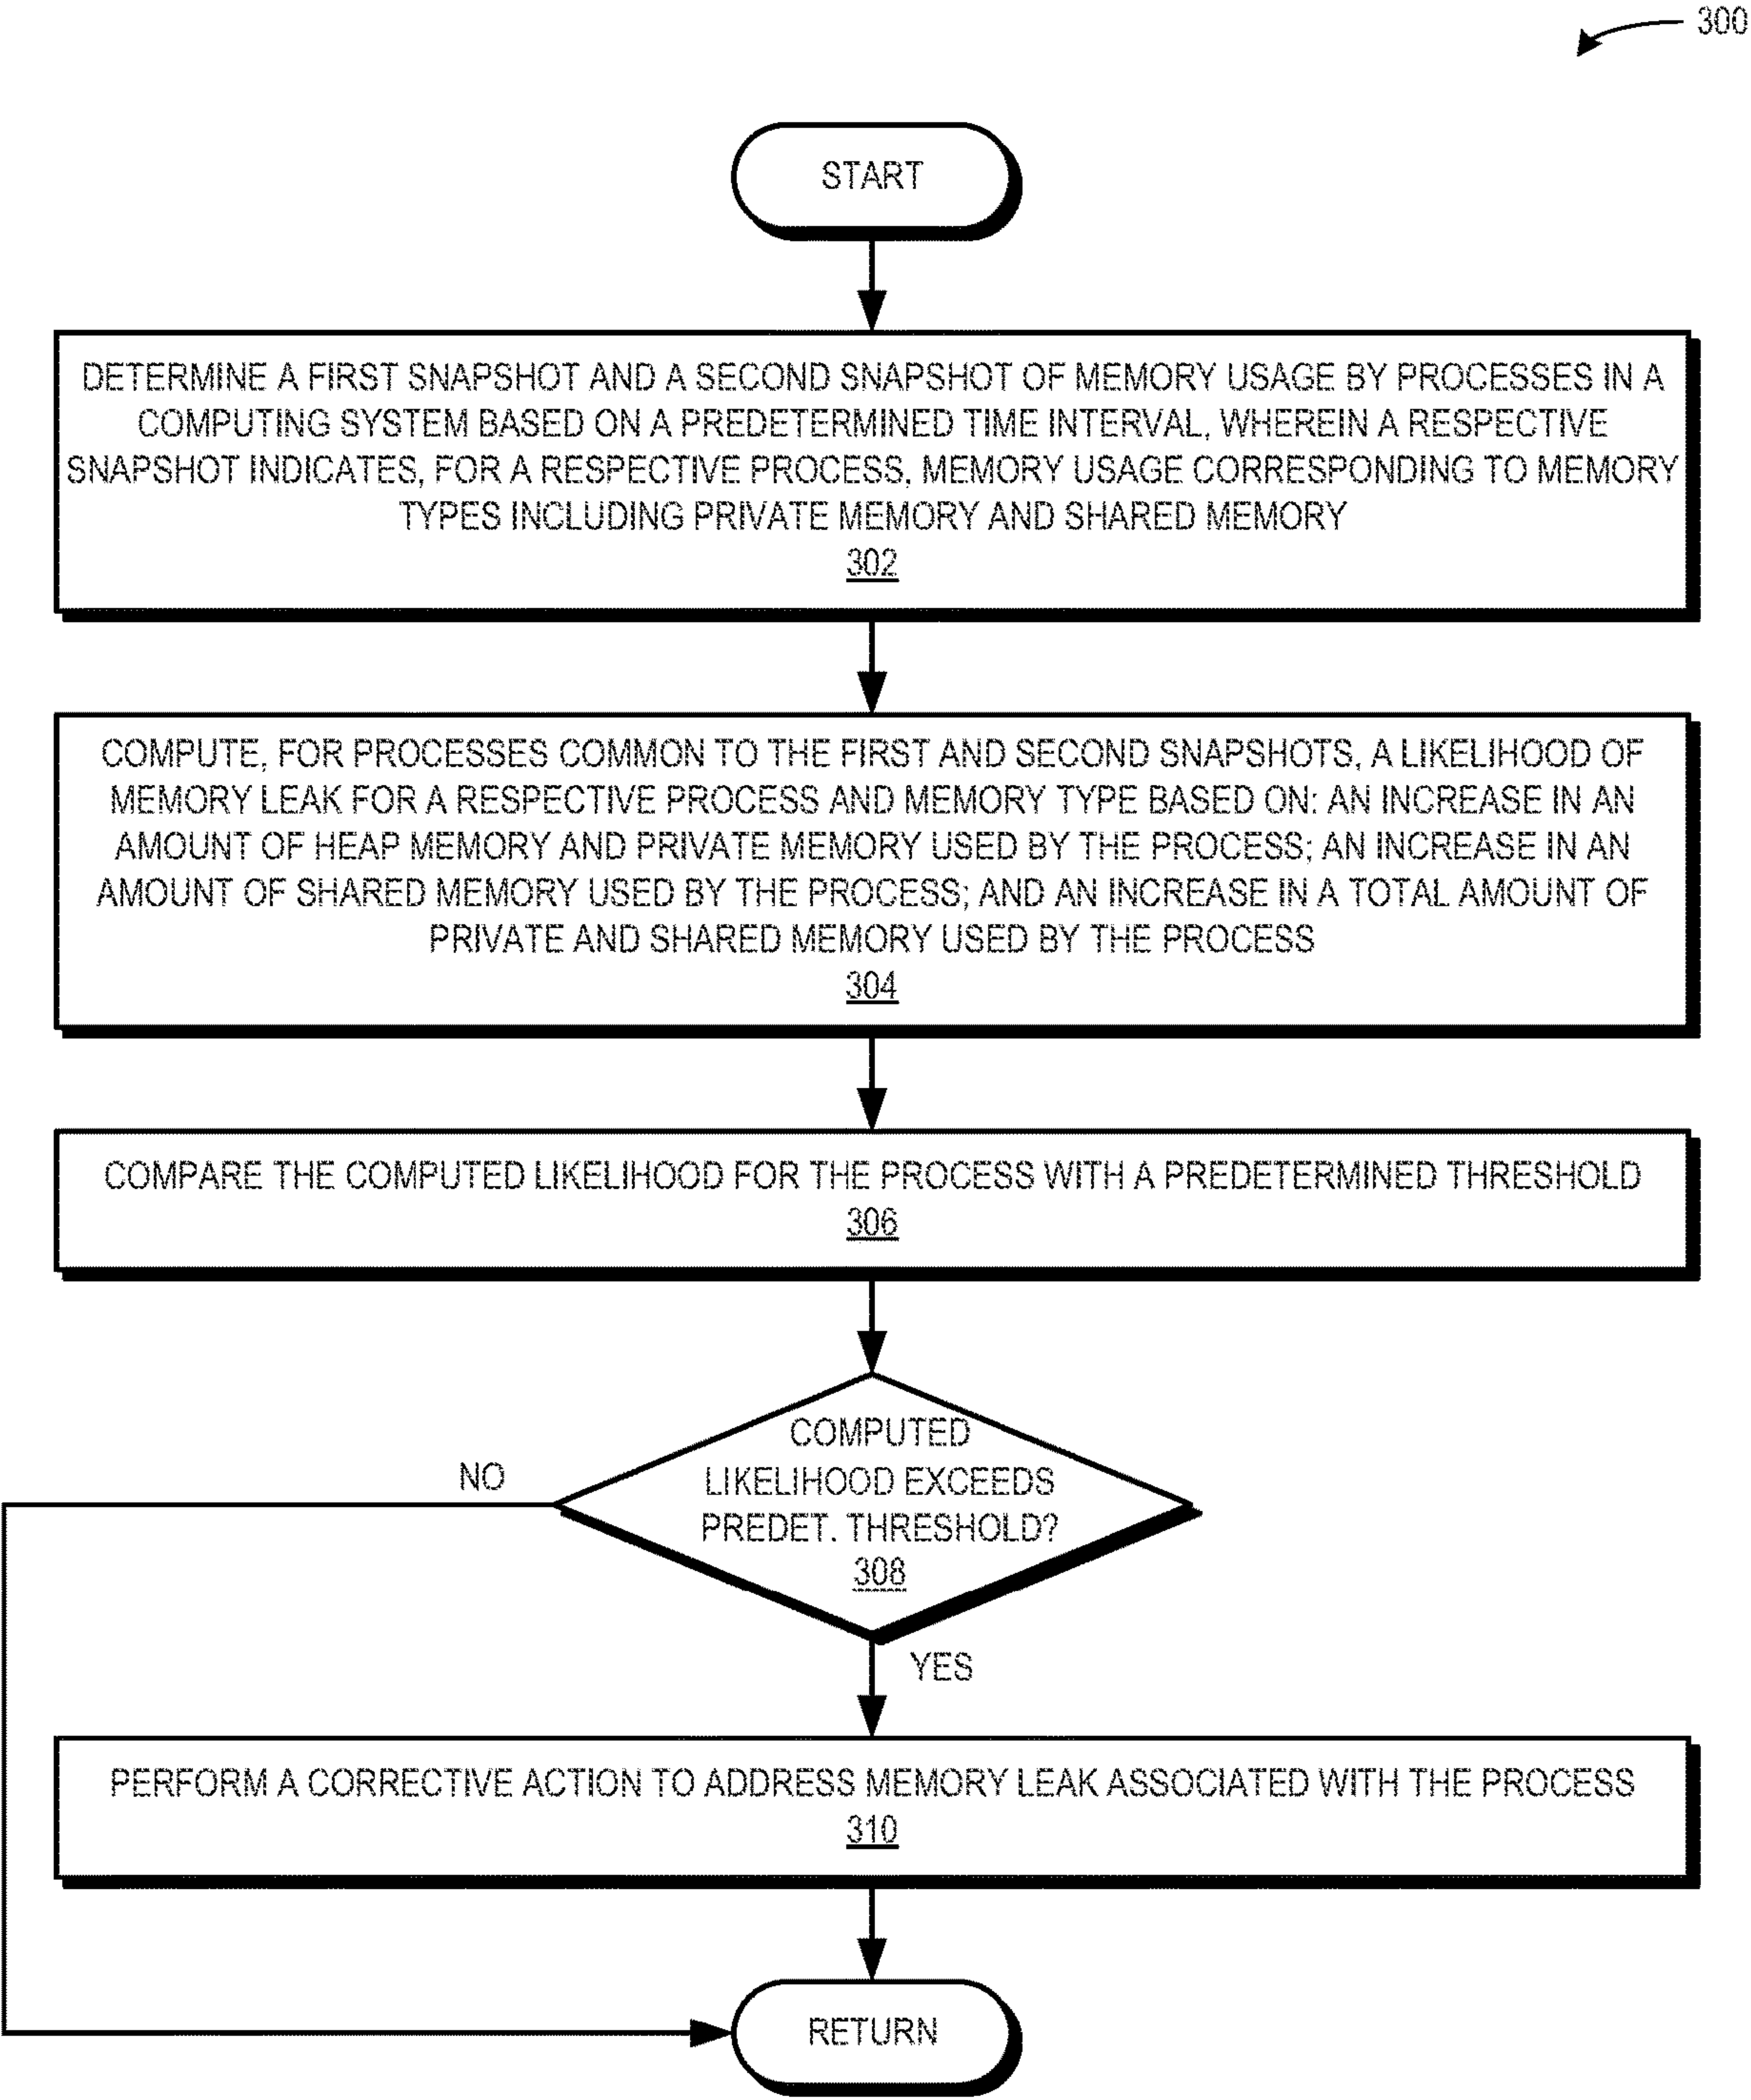 300
START
DETERMINE A FIRST SNAPSHOT AND A SECOND SNAPSHOT OF MEMORY USAGE BY PROCESSES IN A
COMPUTING SYSTEM BASED ON A PREDETERMINED TIME INTERVAL, WHEREIN A RESPECTIVE
SNAPSHOT INDICATES, FOR A RESPECTIVE PROCESS, MEMORY USAGE CORRESPONDING TO MEMORY
TYPES INCLUDING PRIVATE MEMORY AND SHARED MEMORY
302
COMPUTE, FOR PROCESSES COMMON TO THE FIRST AND SECOND SNAPSHOTS, A LIKELIHOOD OF
MEMORY LEAK FOR A RESPECTIVE PROCESS AND MEMORY TYPE BASED ON: AN INCREASE IN AN
AMOUNT OF HEAP MEMORY AND PRIVATE MEMORY USED BY THE PROCESS; AN INCREASE IN AN
AMOUNT OF SHARED MEMORY USED BY THE PROCESS; AND AN INCREASE IN A TOTAL AMOUNT OF
PRIVATE AND SHARED MEMORY USED BY THE PROCESS
304
COMPARE THE COMPUTED LIKELIHOOD FOR THE PROCESS WITH A PREDETERMINED THRESHOLD
306
COMPUTED
LIKELIHOOD EXCEEDS
PREDET. THRESHOLD?
308
NO
YES
PERFORM A CORRECTIVE ACTION TO ADDRESS MEMORY LEAK ASSOCIATED WITH THE PROCESS
310
RETURN